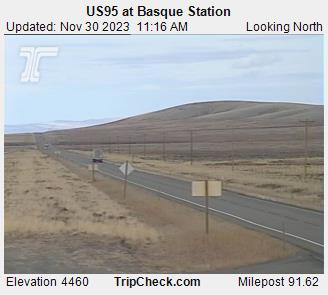 US95 at Basque Station
Updated: Nov 30 2023 11:16 AM
Looking North
Elevation 4460
TripCheck.com
Milepost 91.62